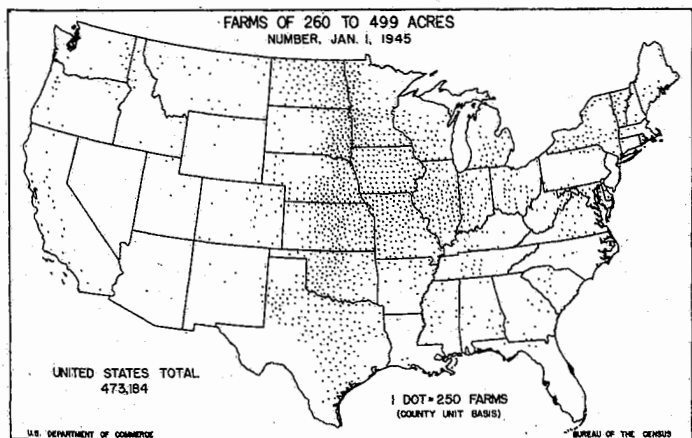 FARMS OF 260 TO 499 ACRES
NUMBER, JAN. 1, 1945
UNITED STATES TOTAL
473,184
1 DOT = 250 FARMS
(COUNTY UNIT BASIS)
U.S. DEPARTMENT OF COMMERCE
BUREAU OF THE CENSUS